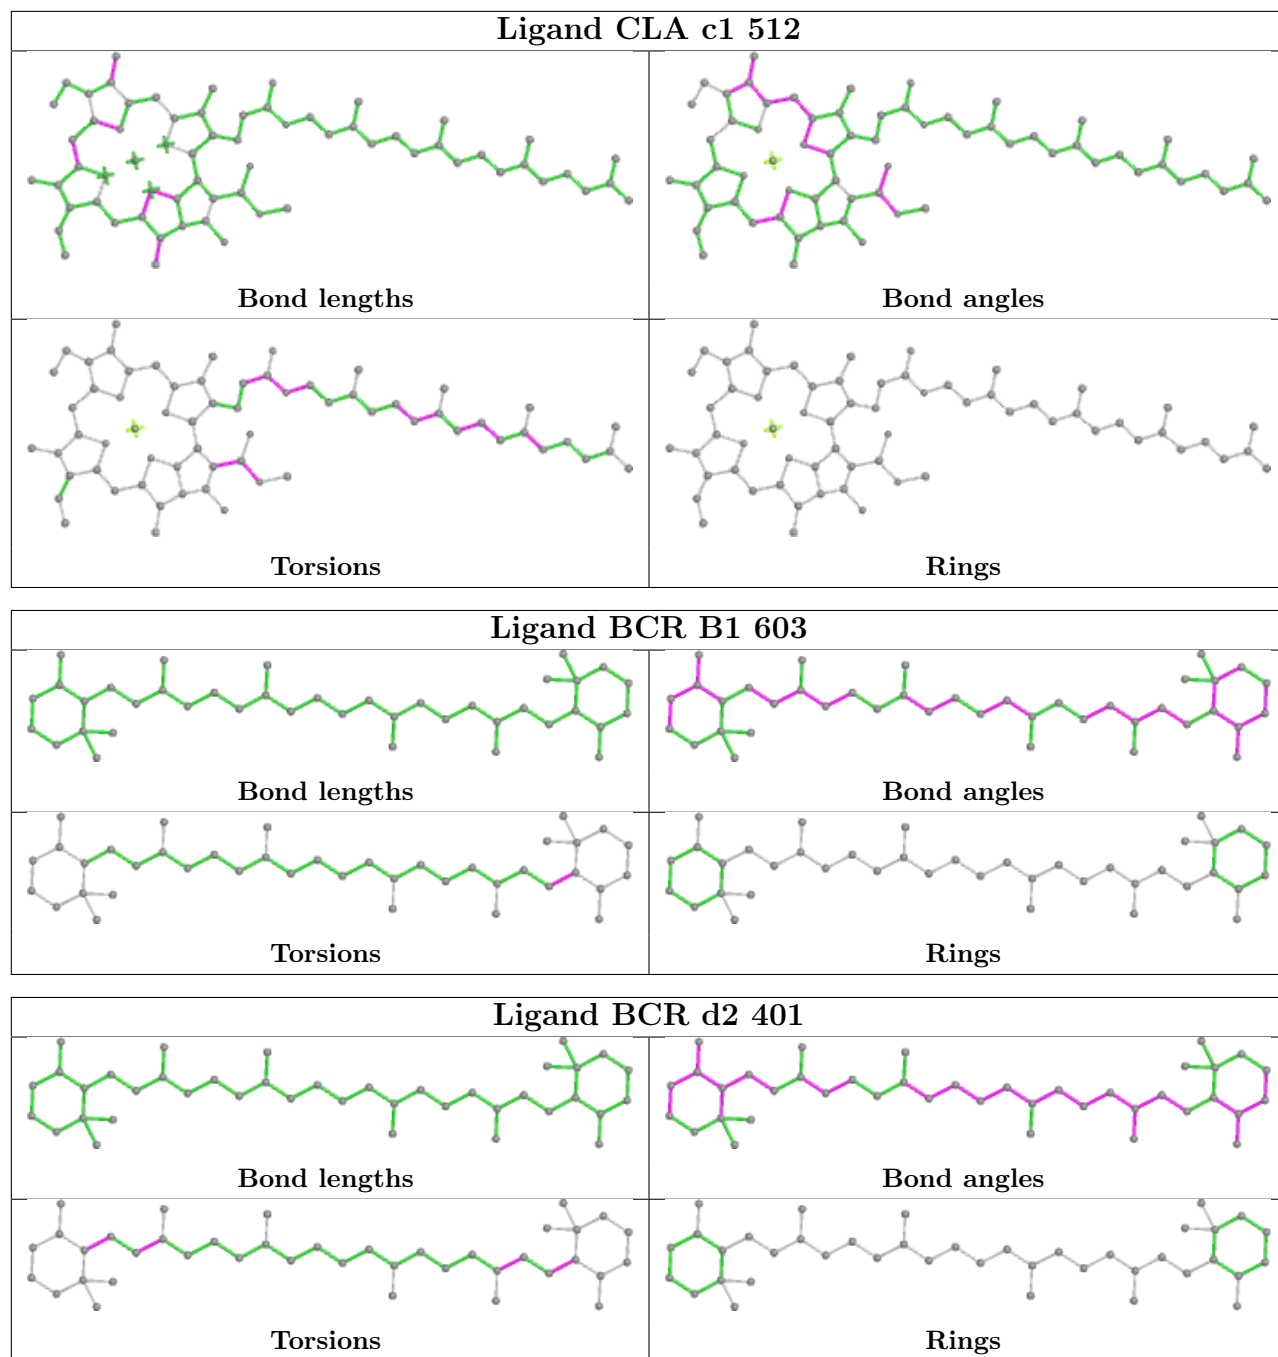 Ligand CLA c1 512
Bond lengths
Bond angles
Torsions
Rings
Ligand BCR B1 603
Bond lengths
Bond angles
Torsions
Rings
Ligand BCR d2 401
Bond lengths
Bond angles
Torsions
Rings